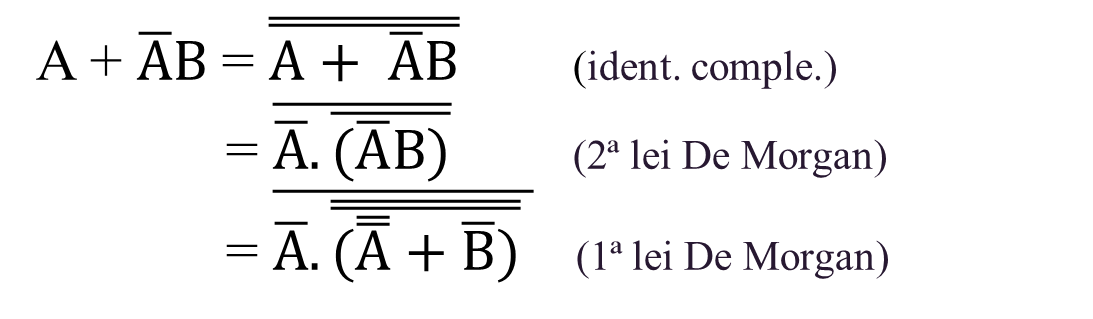 A + A̅B = A̿ ̿+̿ ̿A̿̅B̿ (ident. comple.)
= A̅̅.̅ ̅(̿A̿̅B̿)̿ (2ª lei De Morgan)
= A̅̅.̅ ̅(̿̅A̿̿̅ ̿̅+̿̅ ̿̅B̿̅̅)̿̅ (1ª lei De Morgan)